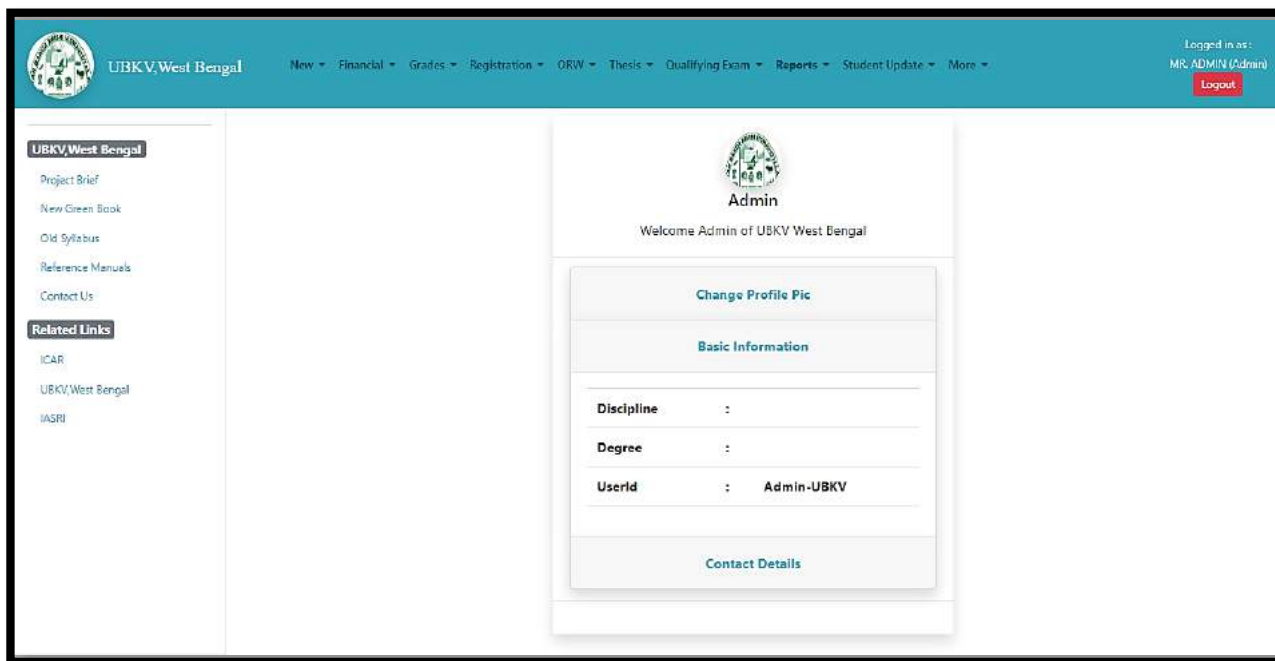 UBKV,West Bengal
New Financial Grades Registration ORW Thesis Qualifying Exam Reports Student Update More
Logged in as :
MR. ADMIN (Admin)
Logout
UBKV,West Bengal
Project Brief
New Green Book
Old Syllabus
Reference Manuals
Contact Us
Related Links
ICAR
UBKV,West Bengal
IASRI
Admin
Welcome Admin of UBKV West Bengal
Change Profile Pic
Basic Information
Discipline :
Degree :
UserId : Admin-UBKV
Contact Details